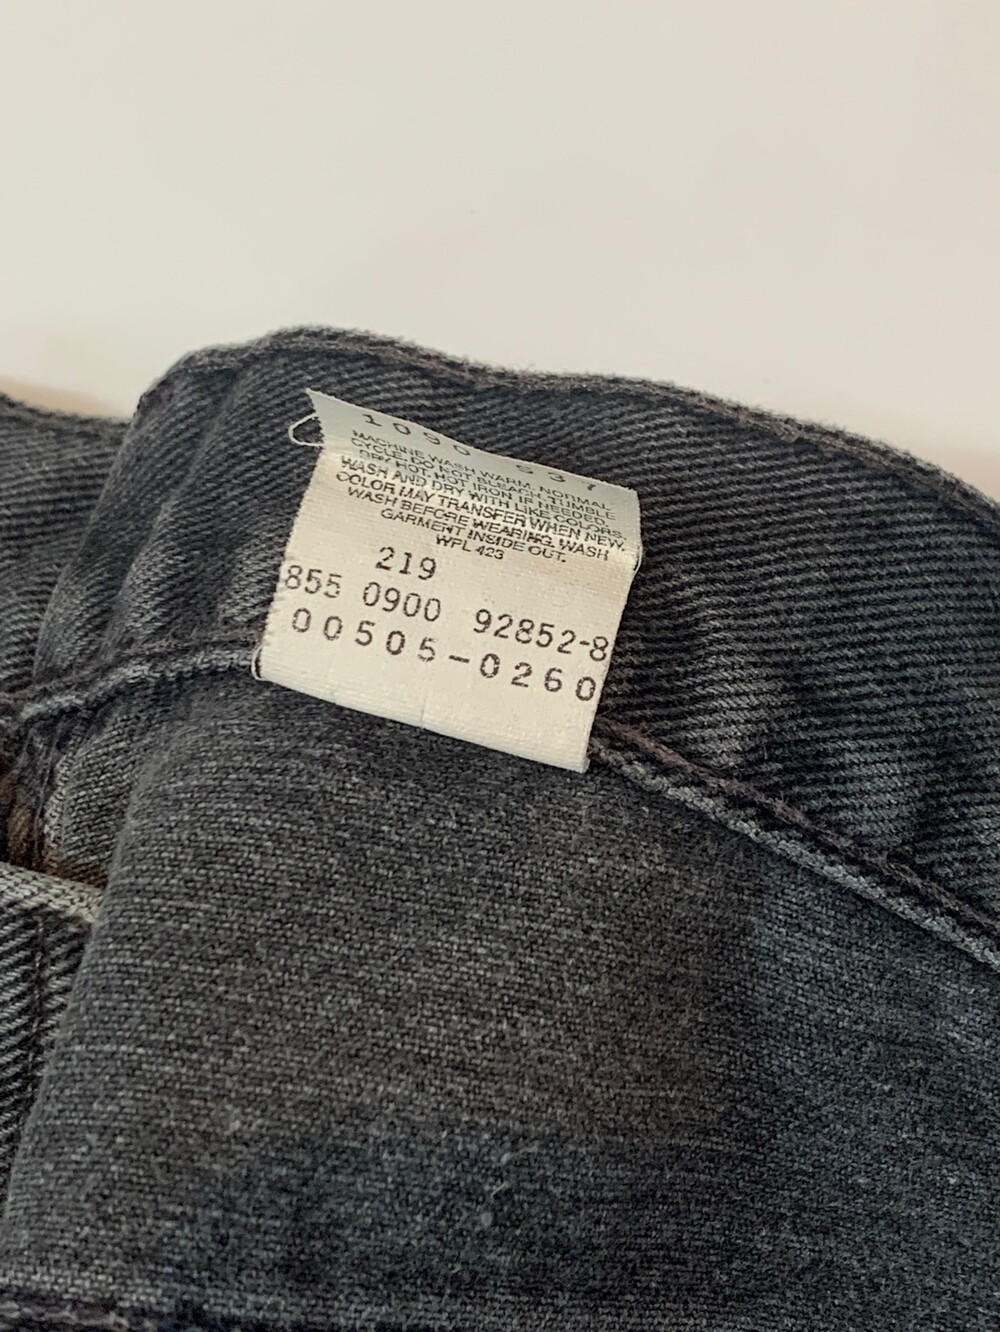 MACHINE WASH WARM, NORMAL
CYCLE. DO NOT BLEACH. TUMBLE
DRY HOT. HOT IRON IF NEEDED.
WASH AND DRY WITH LIKE COLORS.
COLOR MAY TRANSFER WHEN NEW.
WASH BEFORE WEARING. WASH
GARMENT INSIDE OUT.
WPL 423
219
855 0900 92852-8
00505-0260